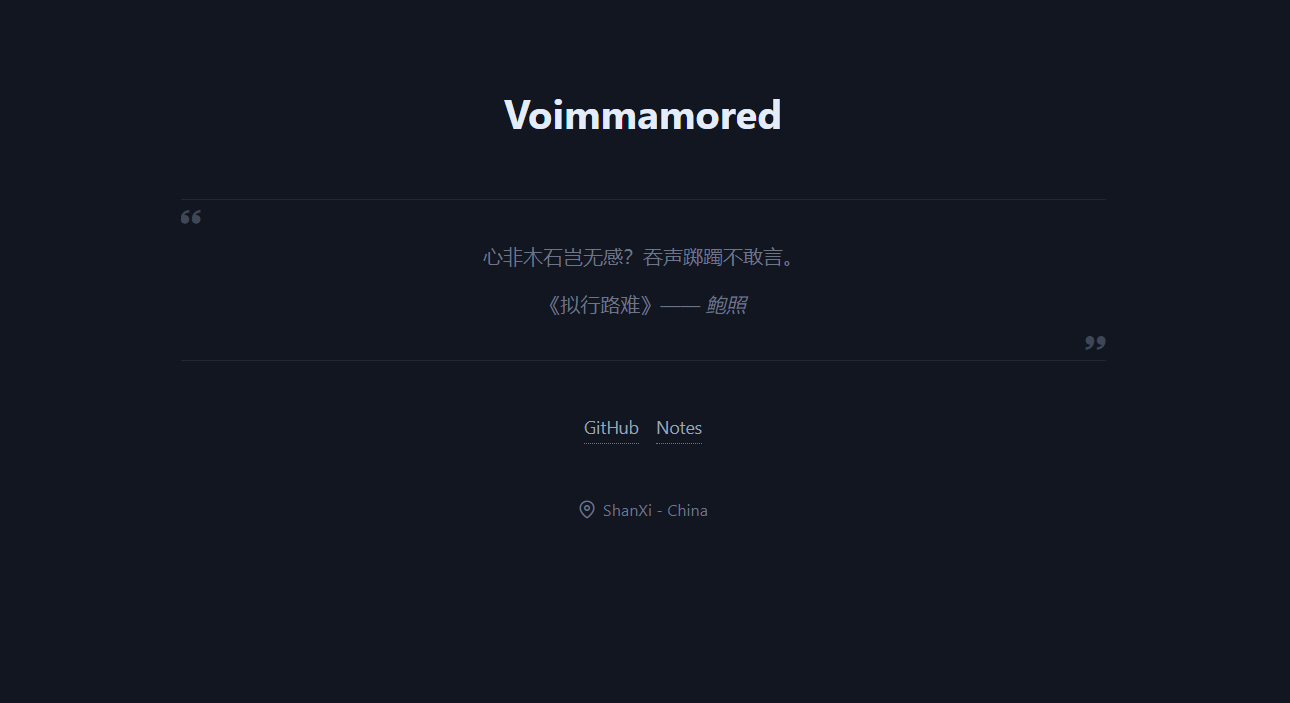 Voimmamored
“
心非木石岂无感？吞声踯躅不敢言。
《拟行路难》—— 鲍照
”
GitHub Notes
ShanXi - China